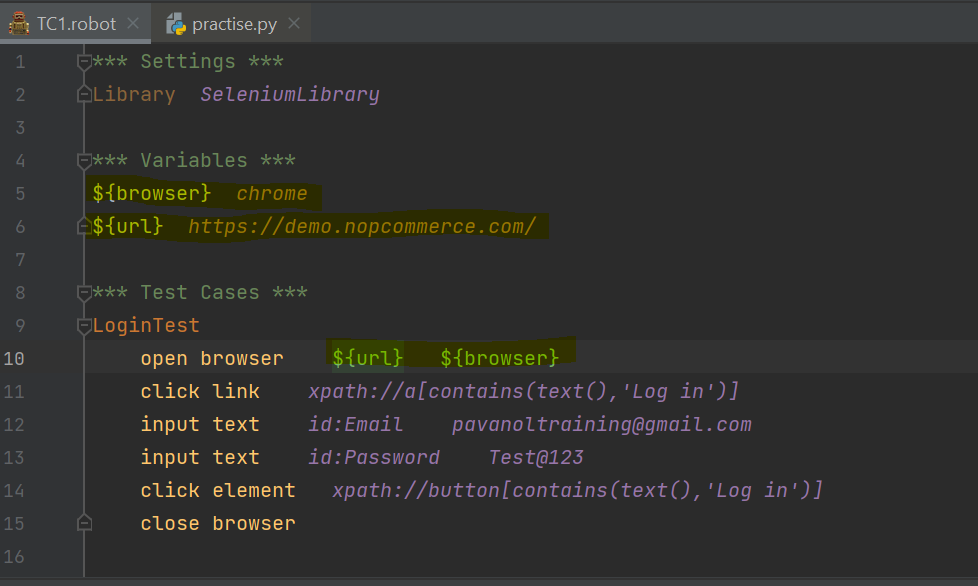 TC1.robot practise.py
1 *** Settings ***
2 Library SeleniumLibrary
3
4 *** Variables ***
5 ${browser} chrome
6 ${url} https://demo.nopcommerce.com/
7
8 *** Test Cases ***
9 LoginTest
10 open browser ${url} ${browser}
11 click link xpath://a[contains(text(),'Log in')]
12 input text id:Email pavanoltraining@gmail.com
13 input text id:Password Test@123
14 click element xpath://button[contains(text(),'Log in')]
15 close browser
16